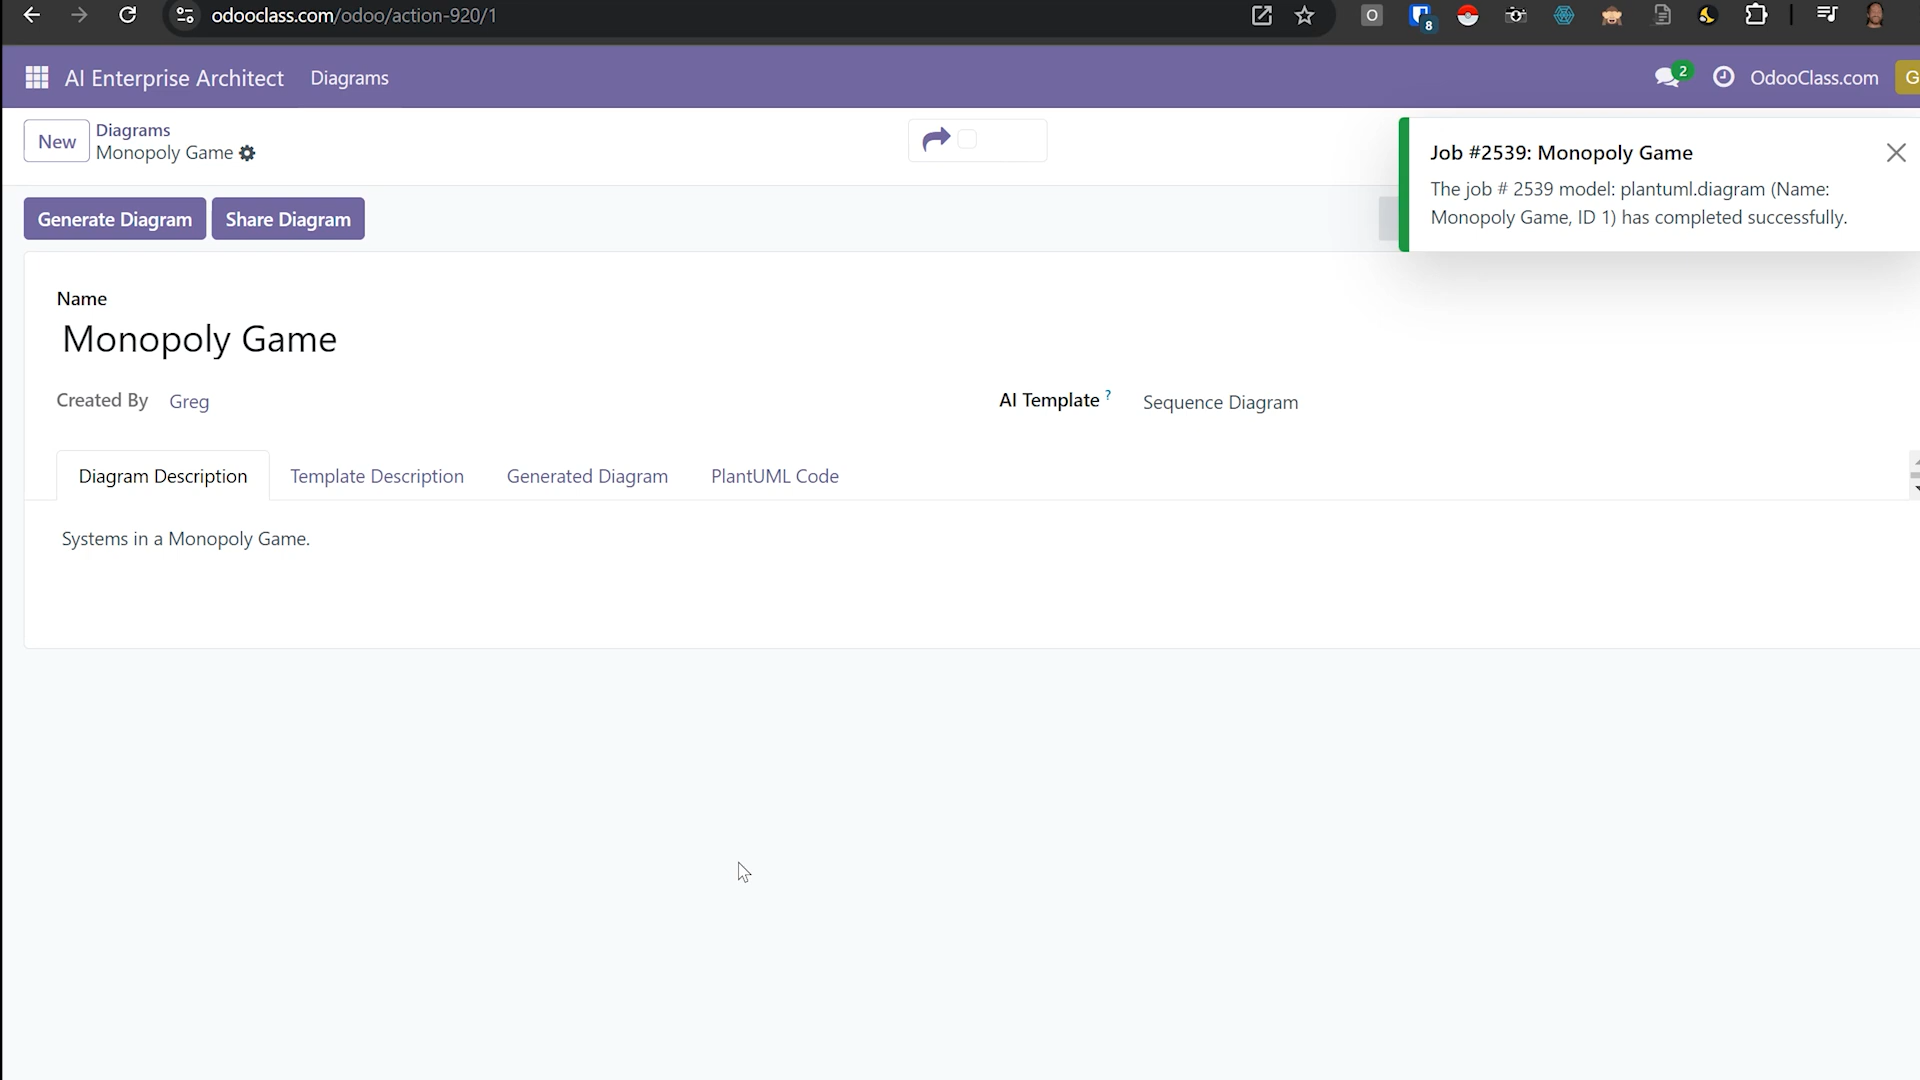 odooclass.com/odoo/action-920/1
O
8
AI Enterprise Architect
Diagrams
2
OdooClass.com
G
New
Diagrams
Monopoly Game
Job #2539: Monopoly Game
The job # 2539 model: plantuml.diagram (Name:
Monopoly Game, ID 1) has completed successfully.
Generate Diagram
Share Diagram
Name
Monopoly Game
Created By
Greg
AI Template ?
Sequence Diagram
Diagram Description
Template Description
Generated Diagram
PlantUML Code
Systems in a Monopoly Game.